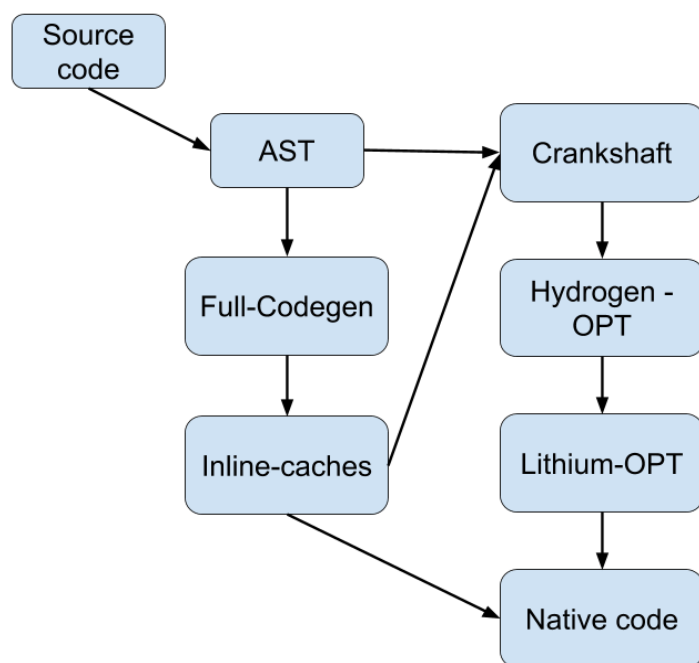 Source
code
AST
Crankshaft
Full-Codegen
Hydrogen -
OPT
Inline-caches
Lithium-OPT
Native code